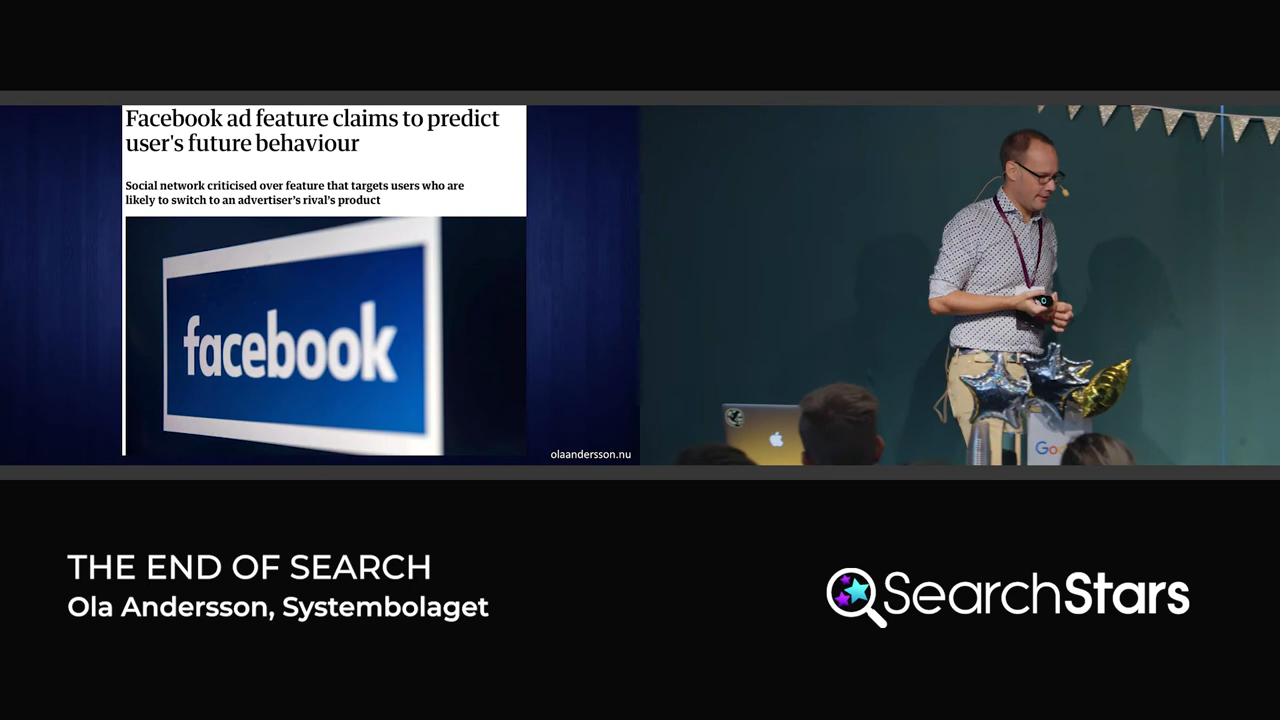 Facebook ad feature claims to predict
user's future behaviour
Social network criticised over feature that targets users who are
likely to switch to an advertiser's rival's product
facebook
olaandersson.nu
Goo
THE END OF SEARCH
Ola Andersson, Systembolaget
SearchStars